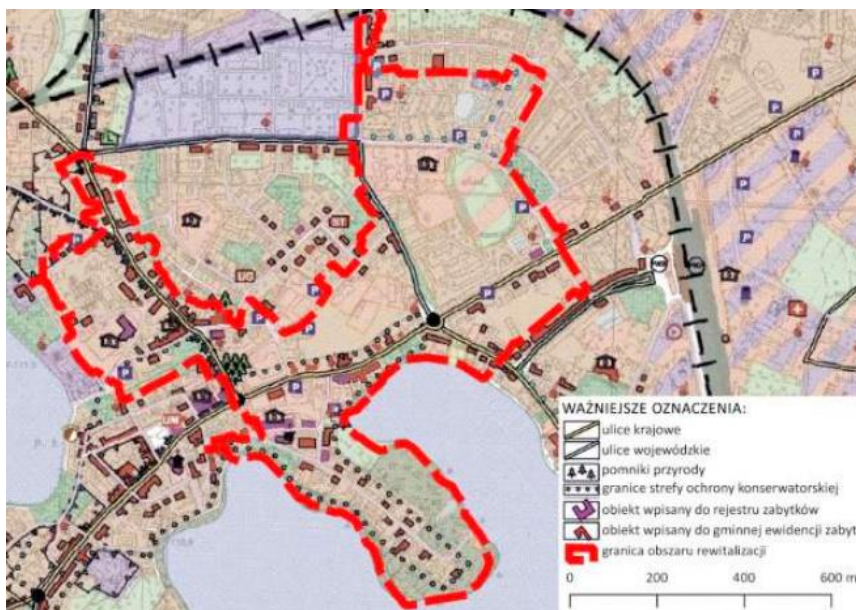 P
P
P
P
P
P
UG
P
P
P
P
P
P
P
P
WAŻNIEJSZE OZNACZENIA:
ulice krajowe
ulice wojewódzkie
pomniki przyrody
granice strefy ochrony konserwatorskiej
obiekt wpisany do rejestru zabytków
obiekt wpisany do gminnej ewidencji zabyt
granica obszaru rewitalizacji
0 200 400 600 m